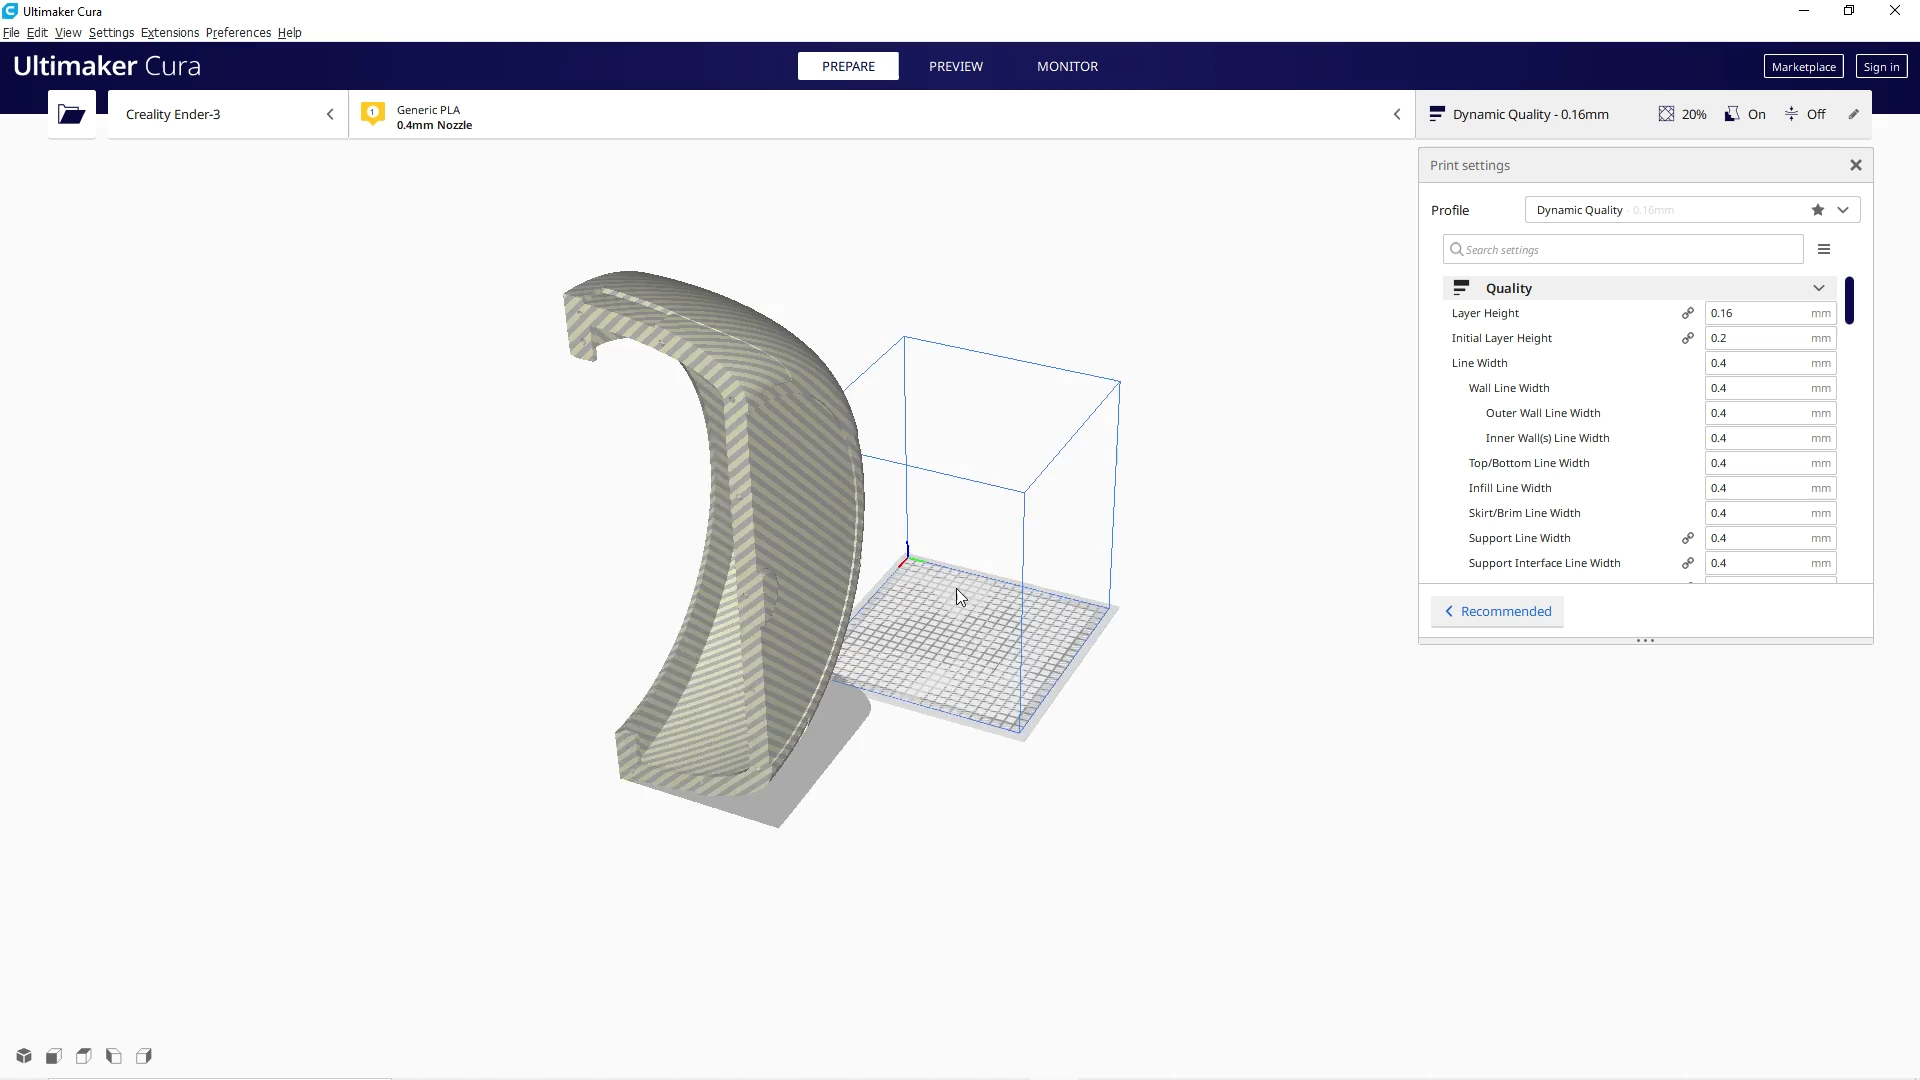 Ultimaker Cura
File Edit View Settings Extensions Preferences Help
Ultimaker Cura
PREPARE PREVIEW MONITOR
Marketplace Sign in
Creality Ender-3
1
Generic PLA
0.4mm Nozzle
Dynamic Quality - 0.16mm 20% On Off
Print settings
Profile Dynamic Quality - 0.16mm
Search settings
Quality
Layer Height 0.16 mm
Initial Layer Height 0.2 mm
Line Width 0.4 mm
Wall Line Width 0.4 mm
Outer Wall Line Width 0.4 mm
Inner Wall(s) Line Width 0.4 mm
Top/Bottom Line Width 0.4 mm
Infill Line Width 0.4 mm
Skirt/Brim Line Width 0.4 mm
Support Line Width 0.4 mm
Support Interface Line Width 0.4 mm
Recommended